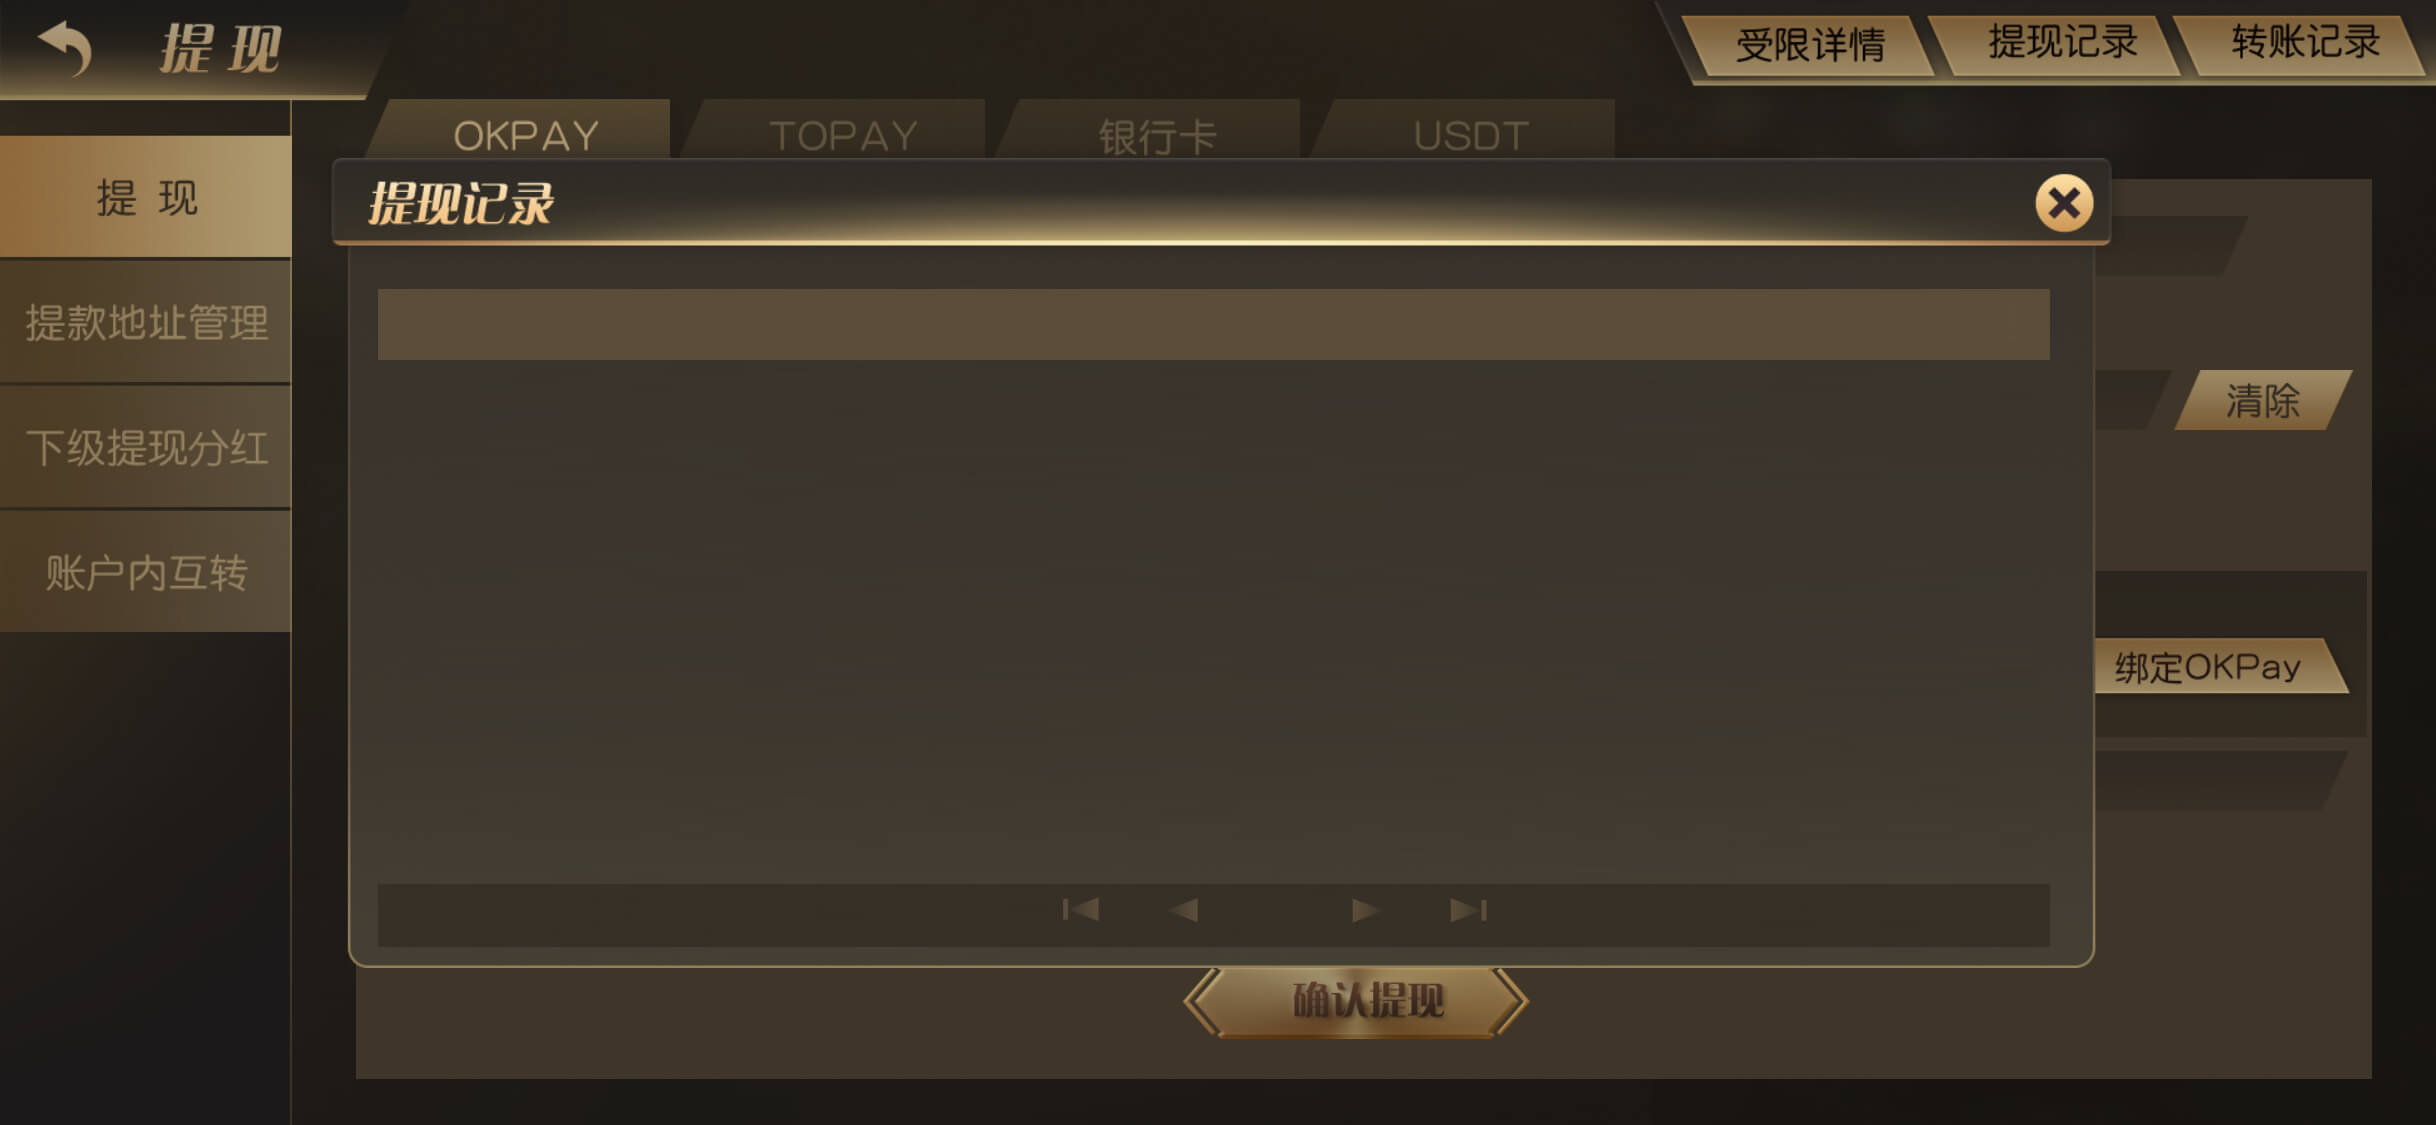 提现
受限详情
提现记录
转账记录
OKPAY
TOPAY
银行卡
USDT
提现
提款地址管理
下级提现分红
账户内互转
提现记录
清除
绑定OKPay
确认提现